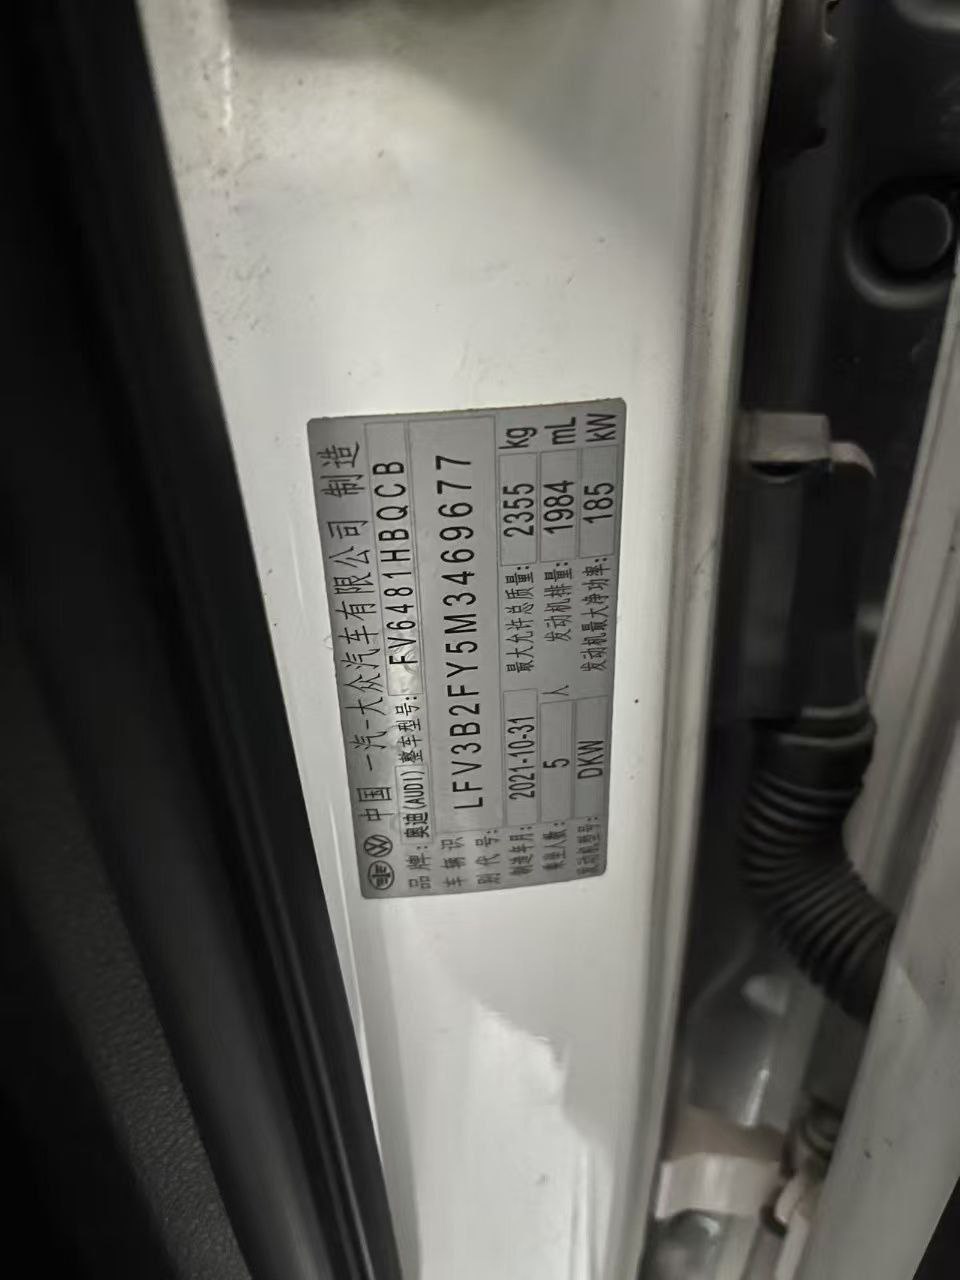 中国一汽-大众汽车有限公司 制造
品牌: 奥迪(AUDI) 整车型号: FV6481HBQCB
车辆识别代号: LFV3B2FY5M3469677
制造年月: 2021-10-31 最大允许总质量: 2355 kg
乘坐人数: 5 人 发动机排量: 1984 mL
发动机型号: DKW 发动机最大净功率: 185 kW